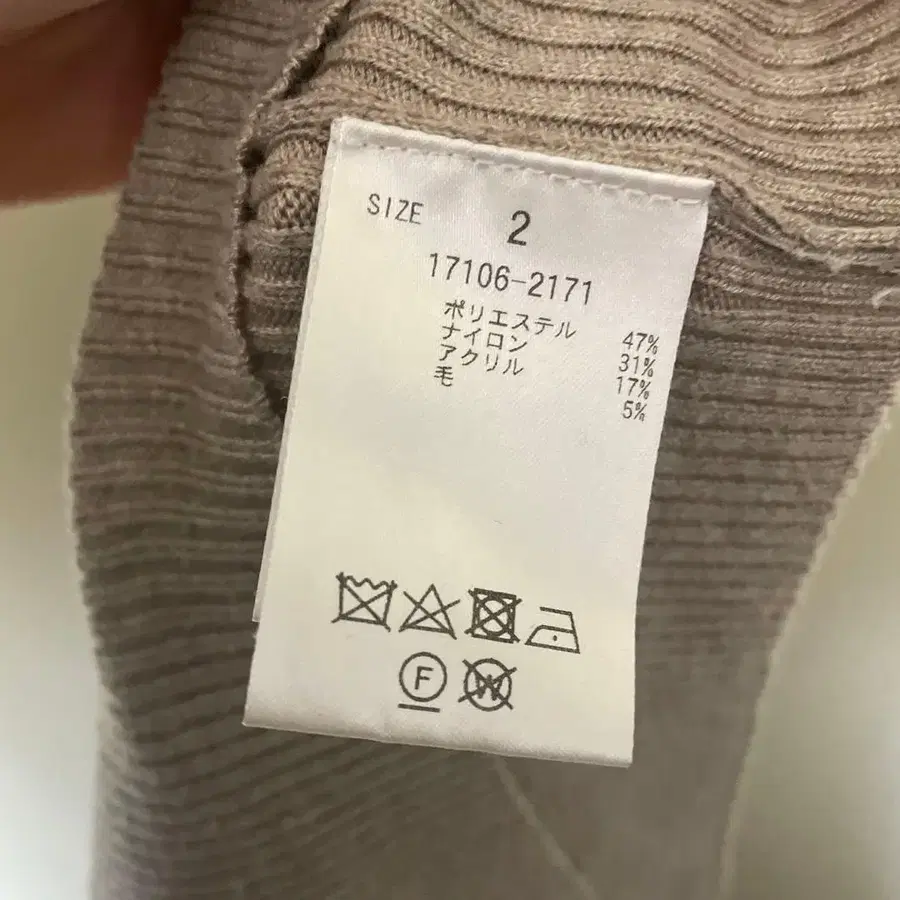 SIZE 2
17106-2171
ポリエステル 47%
ナイロン 31%
アクリル 17%
毛 5%
F W